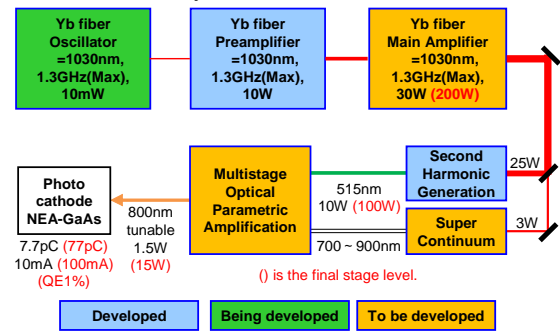 Yb fiber
Oscillator
=1030nm,
1.3GHz(Max),
10mW
Yb fiber
Preamplifier
=1030nm,
1.3GHz(Max),
10W
Yb fiber
Main Amplifier
=1030nm,
1.3GHz(Max),
30W (200W)
Photo
cathode
NEA-GaAs
7.7pC (77pC)
10mA (100mA)
(QE1%)
800nm
tunable
1.5W
(15W)
Multistage
Optical
Parametric
Amplification
515nm
10W (100W)
700 ~ 900nm
Second
Harmonic
Generation
25W
Super
Continuum
3W
() is the final stage level.
Developed
Being developed
To be developed